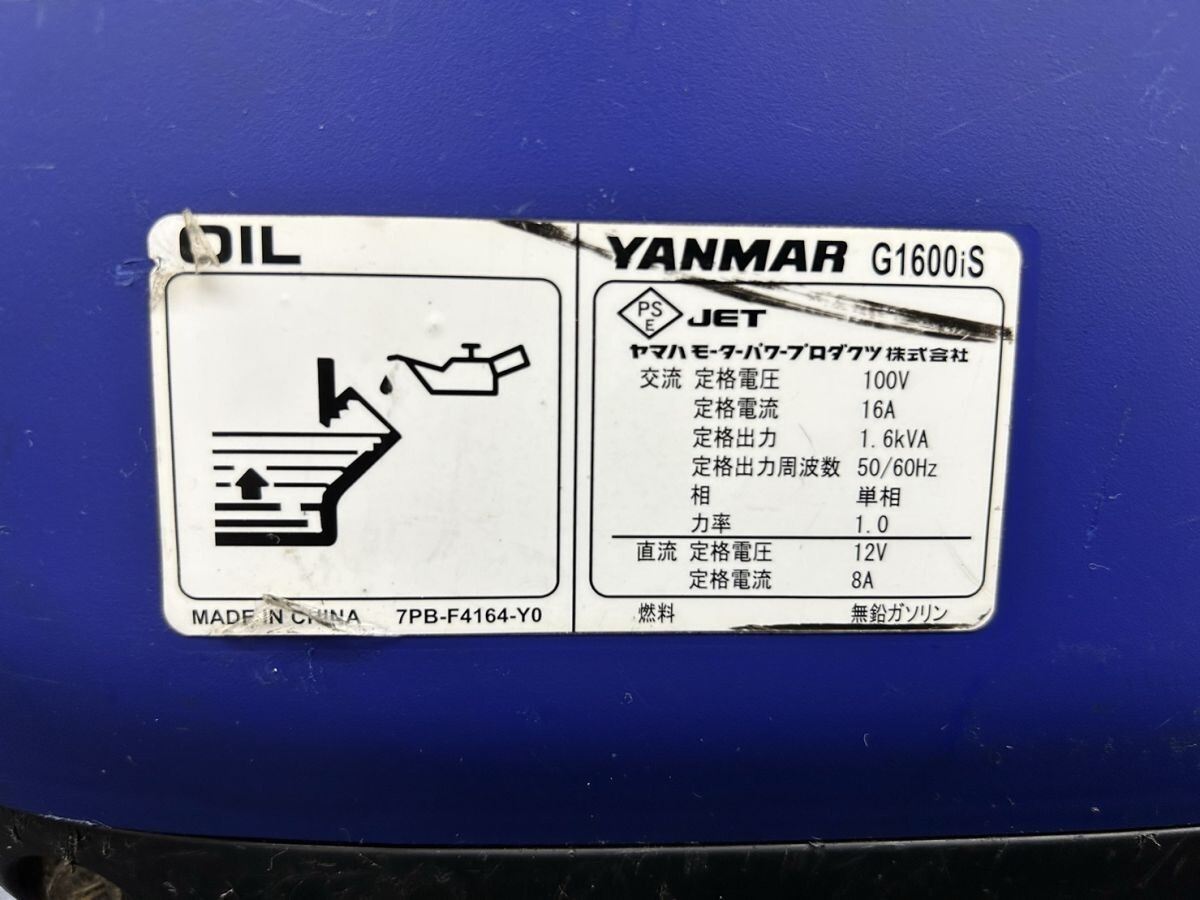 OIL
MADE IN CHINA 7PB-F4164-Y0
YANMAR G1600iS
PS
E
JET
ヤマハモーターパワープロダクツ株式会社
交流 定格電圧 100V
定格電流 16A
定格出力 1.6kVA
定格出力周波数 50/60Hz
相 単相
力率 1.0
直流 定格電圧 12V
定格電流 8A
燃料 無鉛ガソリン